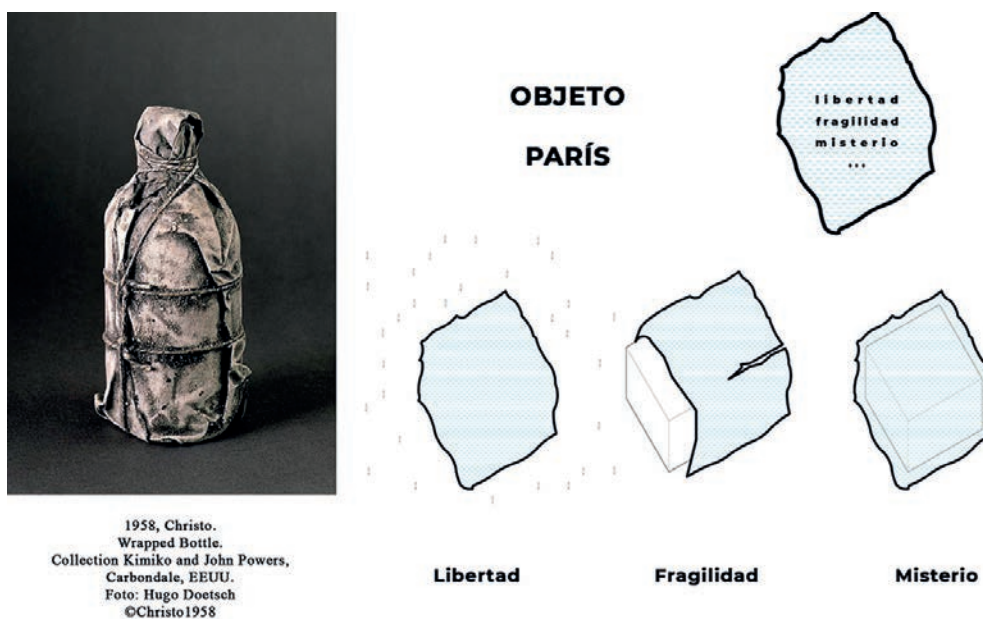 OBJETO
PARÍS
libertad
fragilidad
misterio
...
1958, Christo.
Wrapped Bottle.
Collection Kimiko and John Powers,
Carbondale, EEUU.
Foto: Hugo Doetsch
©Christo1958
Libertad
Fragilidad
Misterio